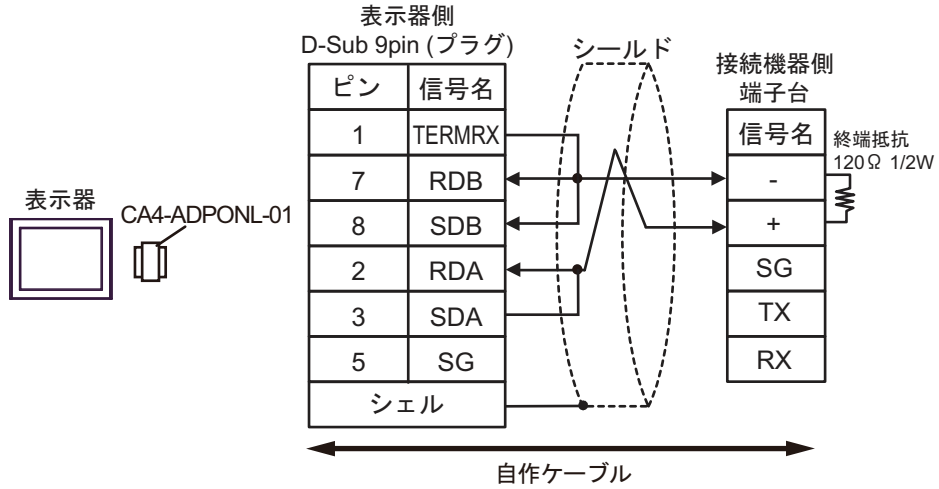 表示器側
D-Sub 9pin (プラグ)
シールド
接続機器側
端子台
ピン 信号名
1 TERMRX
7 RDB
8 SDB
2 RDA
3 SDA
5 SG
シェル
信号名
-
+
SG
TX
RX
終端抵抗
120Ω 1/2W
表示器
CA4-ADPONL-01
自作ケーブル